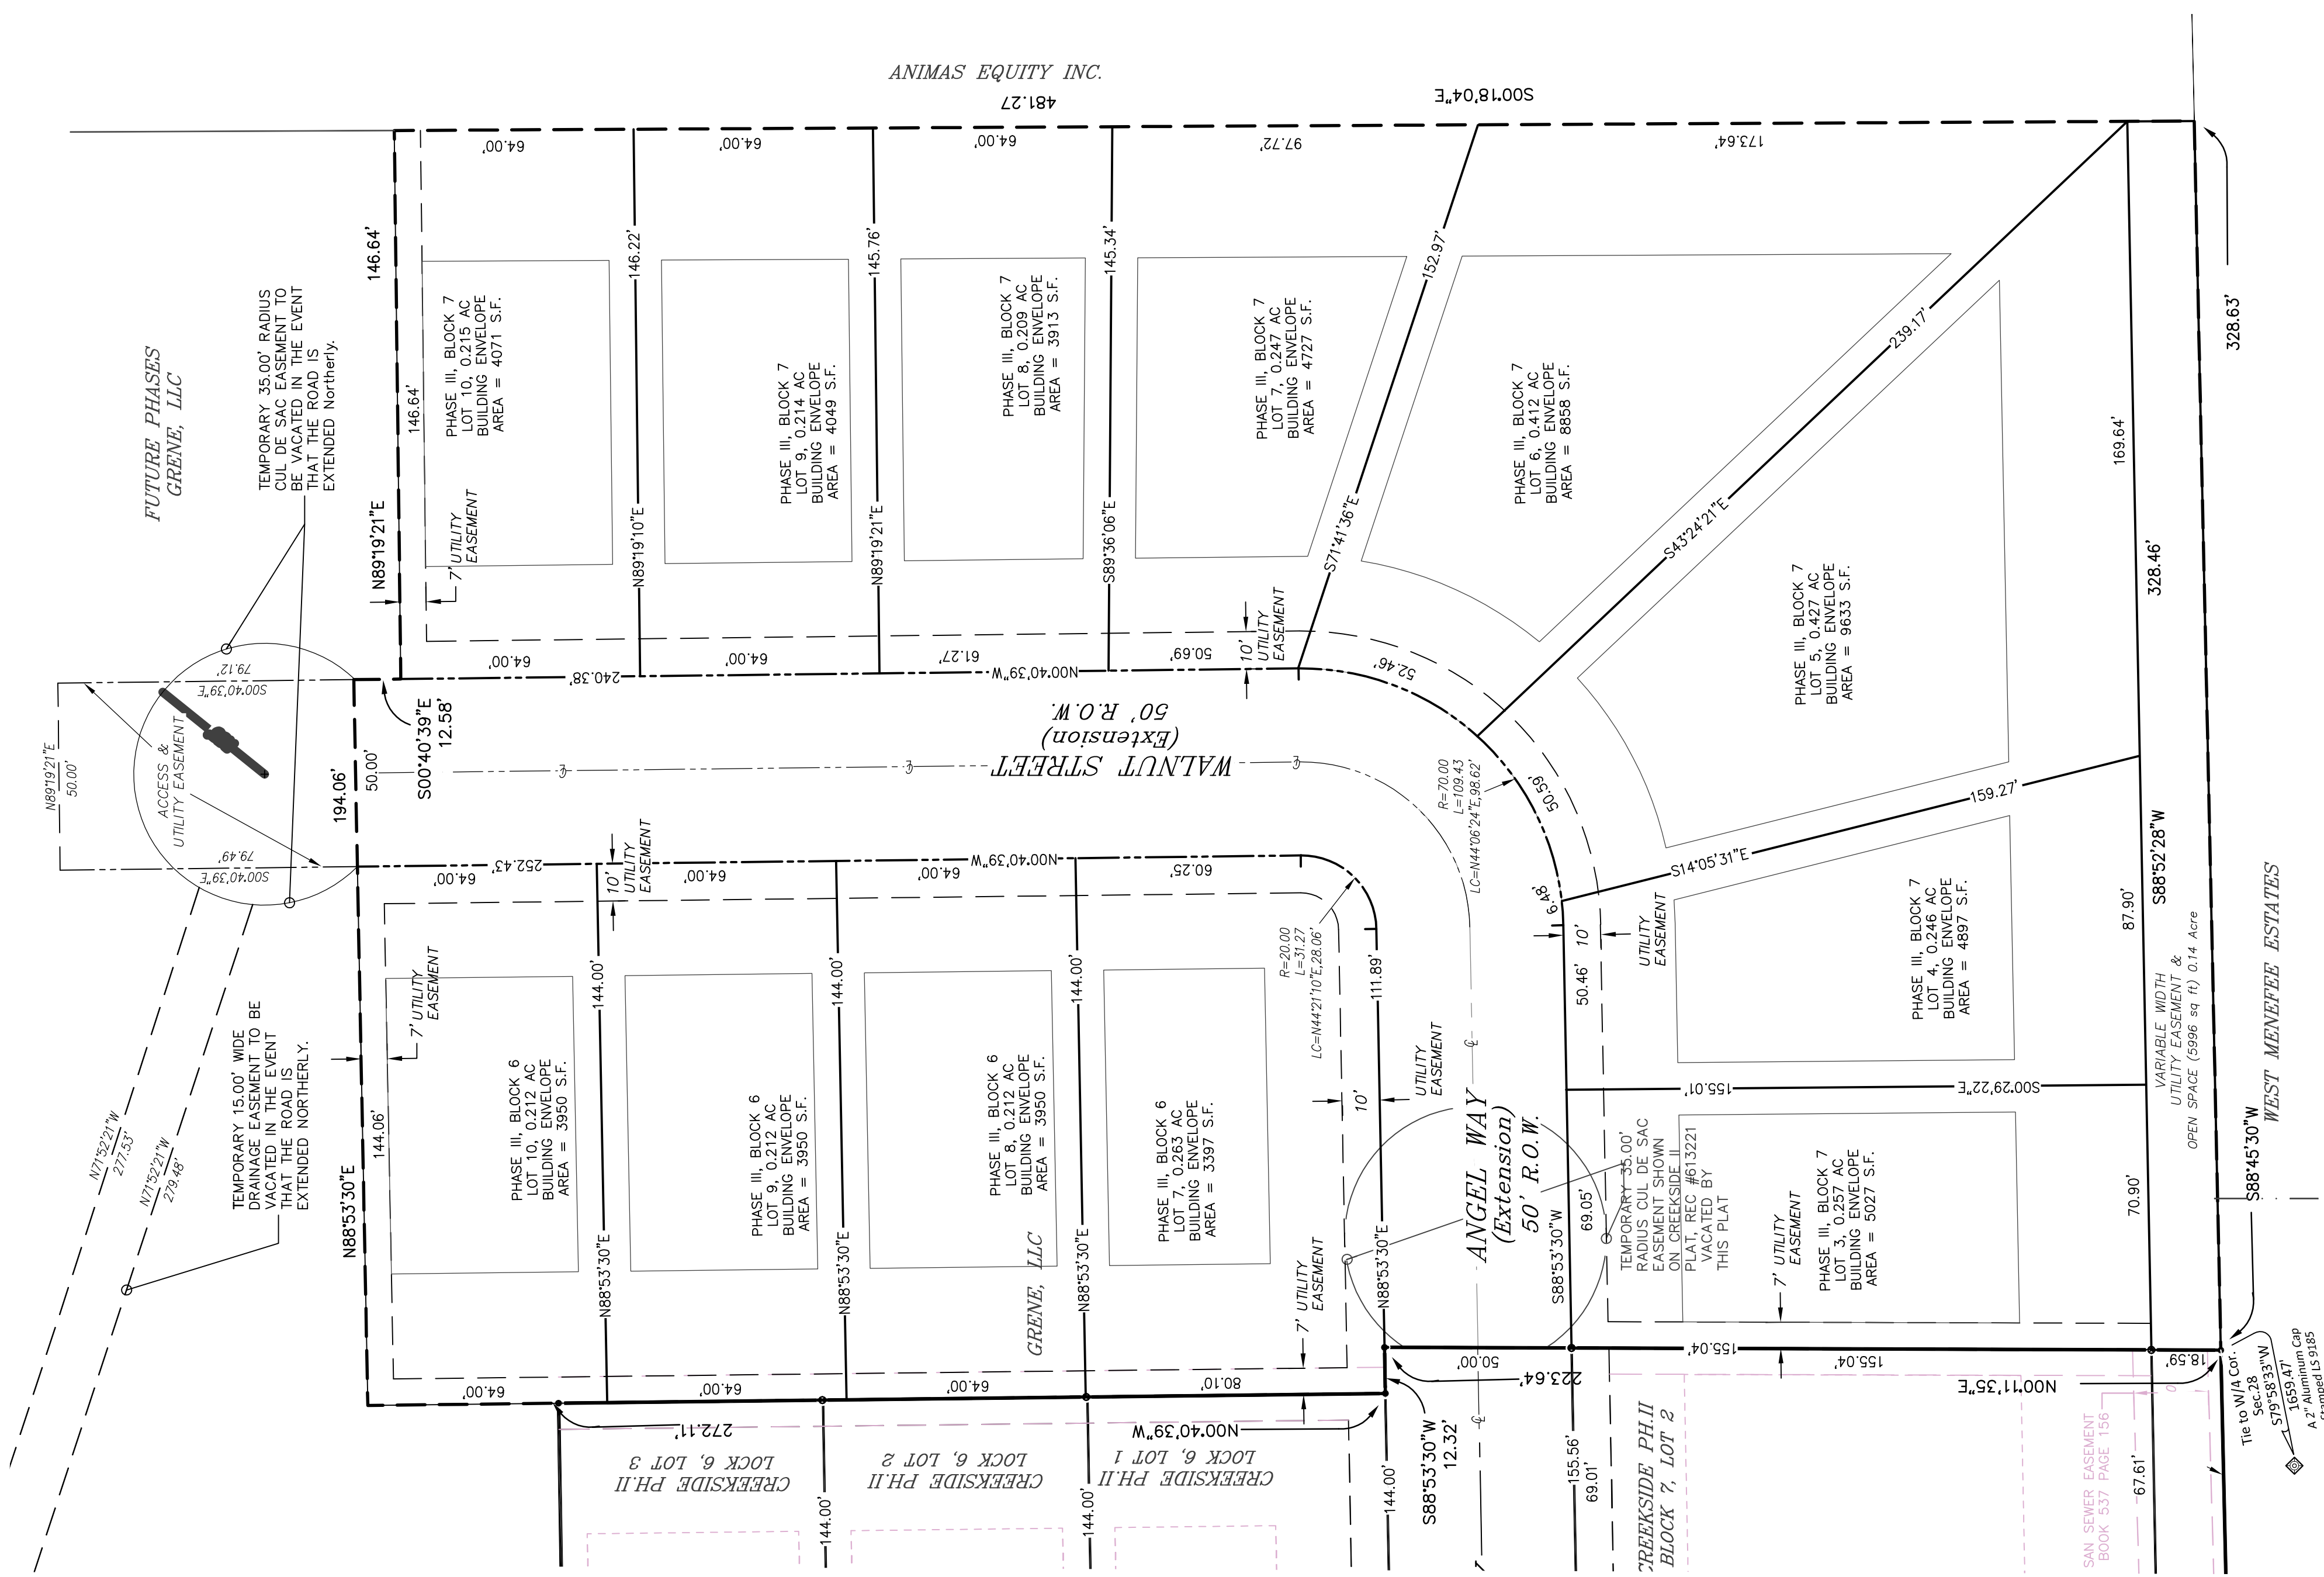 ANIMAS EQUITY INC.
481.27
S00°18'04"E
64.00'
64.00'
64.00'
97.72'
173.64'
FUTURE PHASES
GRENE, LLC
TEMPORARY 35.00' RADIUS
CUL DE SAC EASEMENT TO
BE VACATED IN THE EVENT
THAT THE ROAD IS
EXTENDED Northerly.
146.64'
N89°19'21"E
146.64'
7' UTILITY
EASEMENT
PHASE III, BLOCK 7
LOT 10, 0.215 AC
BUILDING ENVELOPE
AREA = 4071 S.F.
146.22'
N89°19'10"E
PHASE III, BLOCK 7
LOT 9, 0.214 AC
BUILDING ENVELOPE
AREA = 4049 S.F.
145.76'
N89°19'21"E
PHASE III, BLOCK 7
LOT 8, 0.209 AC
BUILDING ENVELOPE
AREA = 3913 S.F.
145.34'
S89°36'06"E
PHASE III, BLOCK 7
LOT 7, 0.247 AC
BUILDING ENVELOPE
AREA = 4727 S.F.
152.97'
S71°41'36"E
PHASE III, BLOCK 7
LOT 6, 0.412 AC
BUILDING ENVELOPE
AREA = 8858 S.F.
239.17'
S43°24'21"E
PHASE III, BLOCK 7
LOT 5, 0.427 AC
BUILDING ENVELOPE
AREA = 9633 S.F.
169.64'
328.46'
328.63'
10'
UTILITY
EASEMENT
64.00'
64.00'
61.27'
50.69'
52.46'
240.38'
N00°40'39"W
79.12'
S00°40'39"E
N89°19'21"E
50.00'
ACCESS &
UTILITY EASEMENT
79.49'
S00°40'39"E
194.06'
50.00'
S00°40'39"E
12.58'
WALNUT STREET
(Extension)
50' R.O.W.
R=70.00
L=109.43
LC=N44°06'24"E,98.62'
50.59'
6.48'
159.27'
S14°05'31"E
252.43'
N00°40'39"W
64.00'
64.00'
64.00'
60.25'
10'
UTILITY
EASEMENT
R=20.00
L=31.27
LC=N44°21'10"E,28.06'
10'
UTILITY
EASEMENT
50.46'
PHASE III, BLOCK 7
LOT 4, 0.246 AC
BUILDING ENVELOPE
AREA = 4897 S.F.
87.90'
S88°52'28"W
VARIABLE WIDTH
UTILITY EASEMENT &
OPEN SPACE (5996 sq ft) 0.14 Acre
WEST MENEFEE ESTATES
N71°52'21"W
277.53'
N71°52'21"W
279.48'
TEMPORARY 15.00' WIDE
DRAINAGE EASEMENT TO BE
VACATED IN THE EVENT
THAT THE ROAD IS
EXTENDED NORTHERLY.
7' UTILITY
EASEMENT
144.06'
N88°53'30"E
PHASE III, BLOCK 6
LOT 10, 0.212 AC
BUILDING ENVELOPE
AREA = 3950 S.F.
144.00'
N88°53'30"E
PHASE III, BLOCK 6
LOT 9, 0.212 AC
BUILDING ENVELOPE
AREA = 3950 S.F.
144.00'
N88°53'30"E
PHASE III, BLOCK 6
LOT 8, 0.212 AC
BUILDING ENVELOPE
AREA = 3950 S.F.
GRENE, LLC
144.00'
N88°53'30"E
PHASE III, BLOCK 6
LOT 7, 0.263 AC
BUILDING ENVELOPE
AREA = 3397 S.F.
7' UTILITY
EASEMENT
111.89'
N88°53'30"E
10'
UTILITY
EASEMENT
ANGEL WAY
(Extension)
50' R.O.W.
155.01'
S00°29'22"E
S88°53'30"W
69.05'
TEMPORARY 35.00'
RADIUS CUL DE SAC
EASEMENT SHOWN
ON CREEKSIDE II
PLAT, REC #613221
VACATED BY
THIS PLAT
7' UTILITY
EASEMENT
PHASE III, BLOCK 7
LOT 3, 0.257 AC
BUILDING ENVELOPE
AREA = 5027 S.F.
70.90'
S88°45'30"W
64.00'
64.00'
64.00'
80.10'
50.00'
223.64'
155.04'
155.04'
18.59'
N00°11'35"E
272.11'
N00°40'39"W
S88°53'30"W
12.32'
CREEKSIDE PH.II
LOCK 6, LOT 3
CREEKSIDE PH.II
LOCK 6, LOT 2
CREEKSIDE PH.II
LOCK 6, LOT 1
144.00'
144.00'
144.00'
155.56'
69.01'
CREEKSIDE PH.II
BLOCK 7, LOT 2
SAN SEWER EASEMENT
BOOK 537 PAGE 156
67.61'
Tie to W/4 Cor.
Sec.28
S79°58'33"W
1659.47'
A 2" Aluminum Cap
Stamped LS 9185